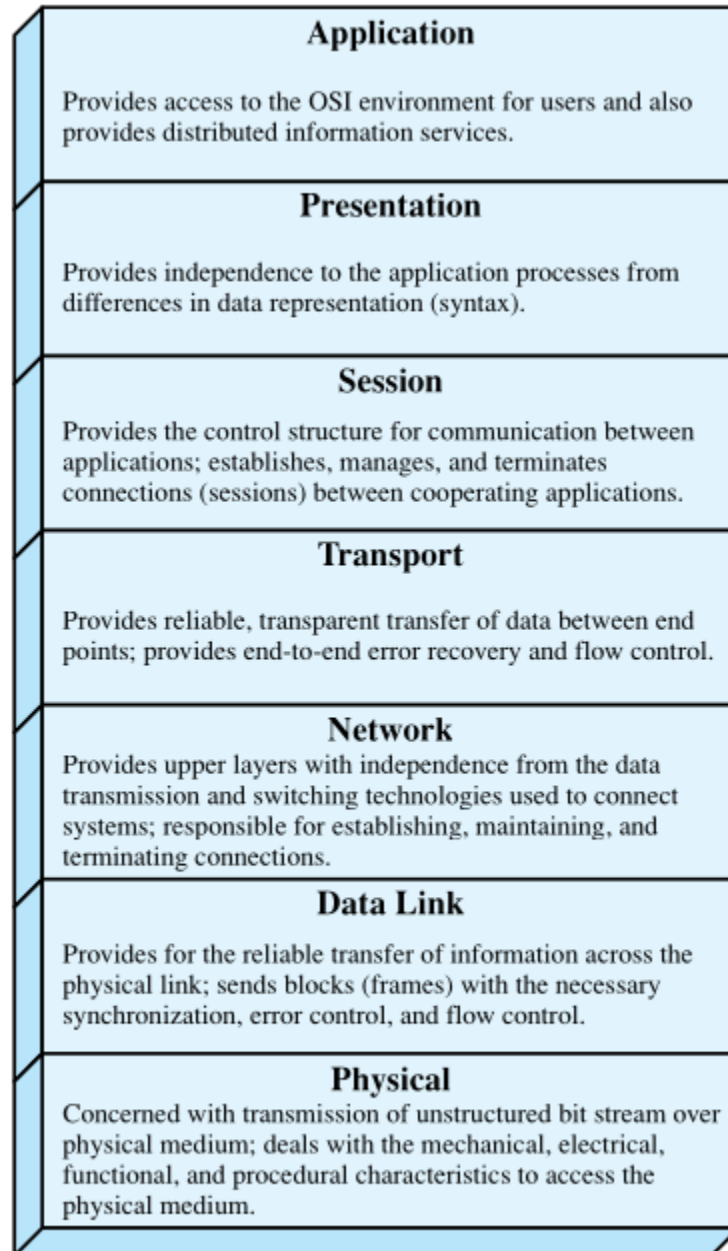 Application
Provides access to the OSI environment for users and also
provides distributed information services.
Presentation
Provides independence to the application processes from
differences in data representation (syntax).
Session
Provides the control structure for communication between
applications; establishes, manages, and terminates
connections (sessions) between cooperating applications.
Transport
Provides reliable, transparent transfer of data between end
points; provides end-to-end error recovery and flow control.
Network
Provides upper layers with independence from the data
transmission and switching technologies used to connect
systems; responsible for establishing, maintaining, and
terminating connections.
Data Link
Provides for the reliable transfer of information across the
physical link; sends blocks (frames) with the necessary
synchronization, error control, and flow control.
Physical
Concerned with transmission of unstructured bit stream over
physical medium; deals with the mechanical, electrical,
functional, and procedural characteristics to access the
physical medium.